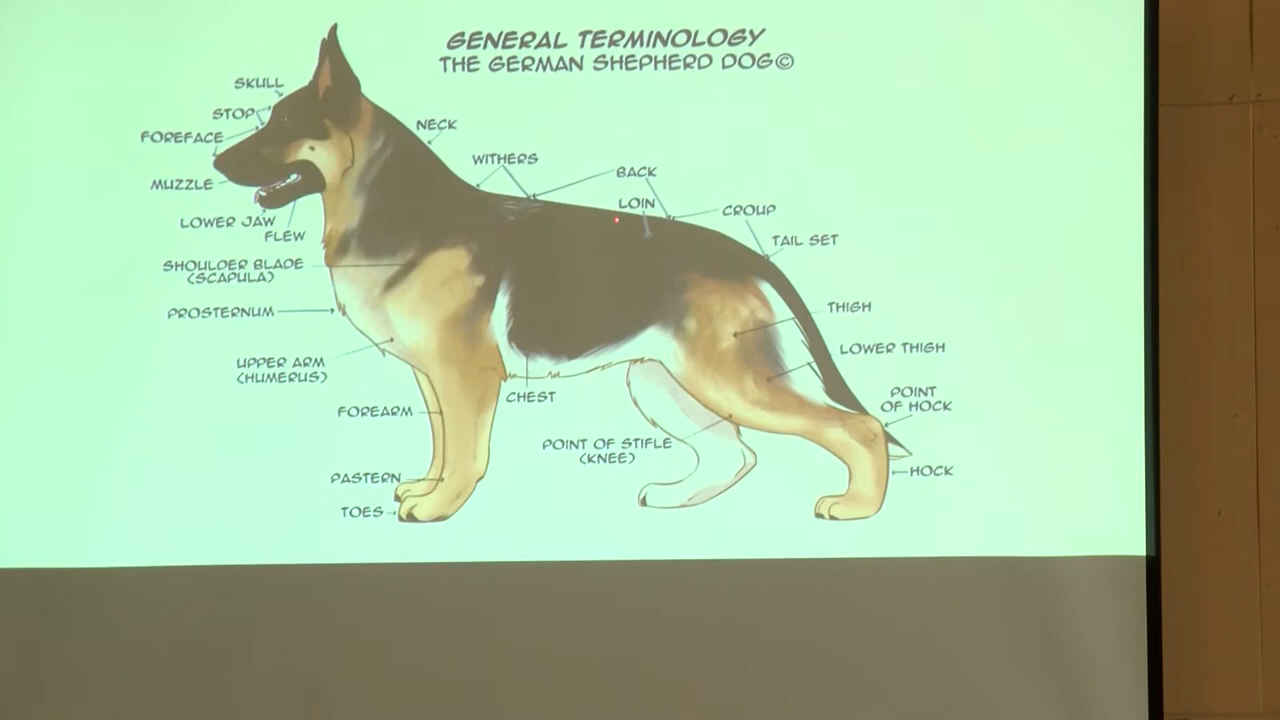 GENERAL TERMINOLOGY
THE GERMAN SHEPHERD DOG©
SKULL
STOP
FOREFACE
NECK
WITHERS
BACK
MUZZLE
LOIN
CROUP
LOWER JAW
FLEW
TAIL SET
SHOULDER BLADE
(SCAPULA)
PROSTERNUM
THIGH
LOWER THIGH
UPPER ARM
(HUMERUS)
CHEST
POINT
OF HOCK
FOREARM
POINT OF STIFLE
(KNEE)
HOCK
PASTERN
TOES